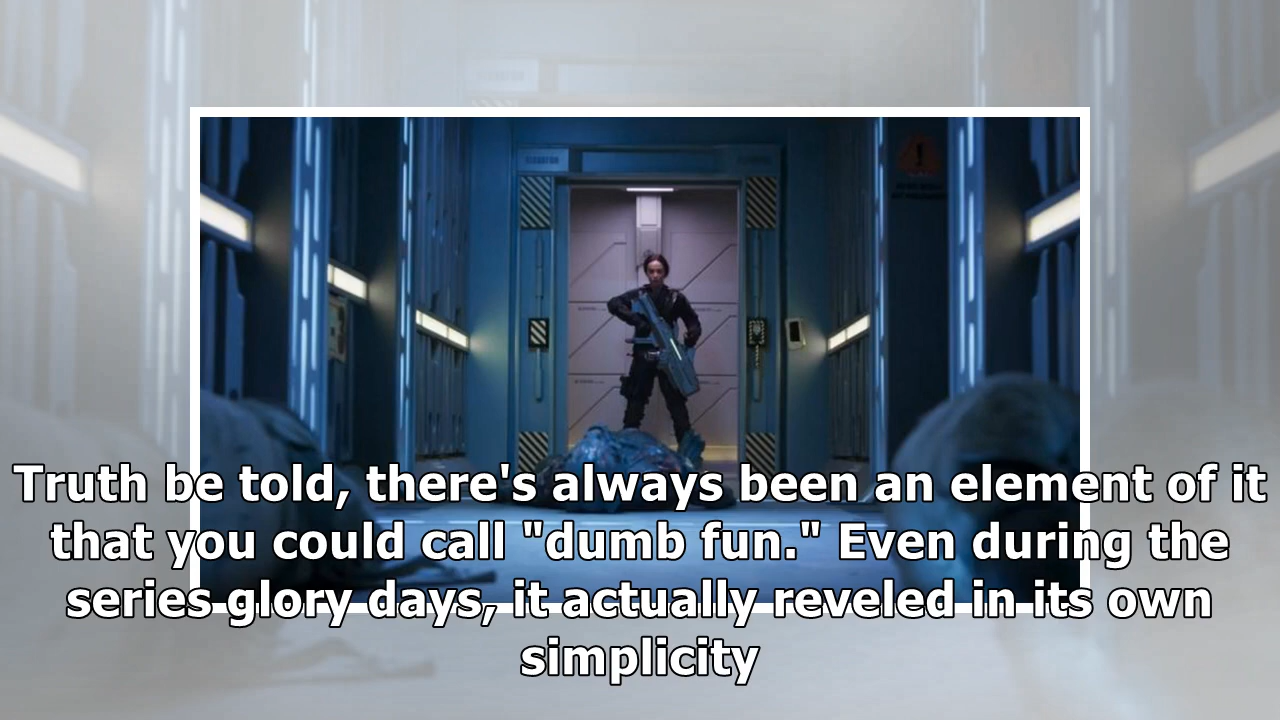 Truth be told, there's always been an element of it
that you could call "dumb fun." Even during the
series glory days, it actually reveled in its own
simplicity